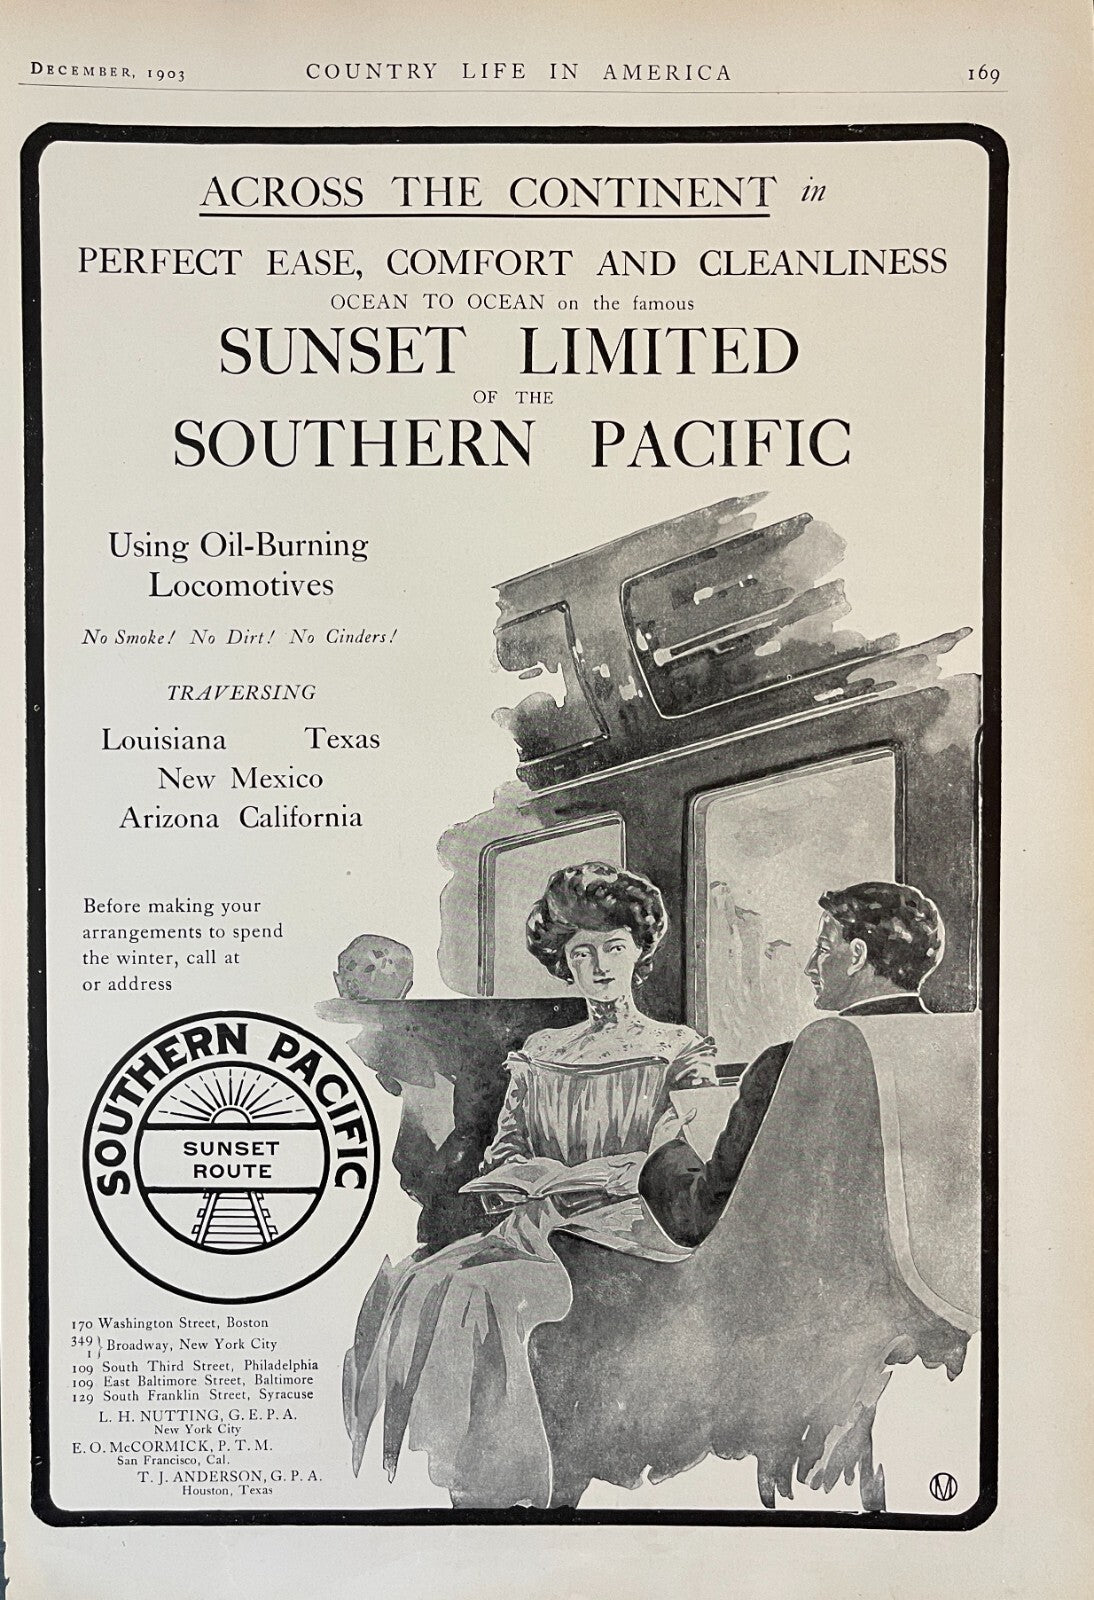 DECEMBER, 1903 COUNTRY LIFE IN AMERICA 169
ACROSS THE CONTINENT in
PERFECT EASE, COMFORT AND CLEANLINESS
OCEAN TO OCEAN on the famous
SUNSET LIMITED
OF THE
SOUTHERN PACIFIC
Using Oil-Burning
Locomotives
No Smoke! No Dirt! No Cinders!
TRAVERSING
Louisiana Texas
New Mexico
Arizona California
Before making your
arrangements to spend
the winter, call at
or address
SOUTHERN PACIFIC
SUNSET
ROUTE
170 Washington Street, Boston
349 } Broadway, New York City
1
109 South Third Street, Philadelphia
109 East Baltimore Street, Baltimore
129 South Franklin Street, Syracuse
L. H. NUTTING, G. E. P. A.
New York City
E. O. McCORMICK, P. T. M.
San Francisco, Cal.
T. J. ANDERSON, G. P. A.
Houston, Texas